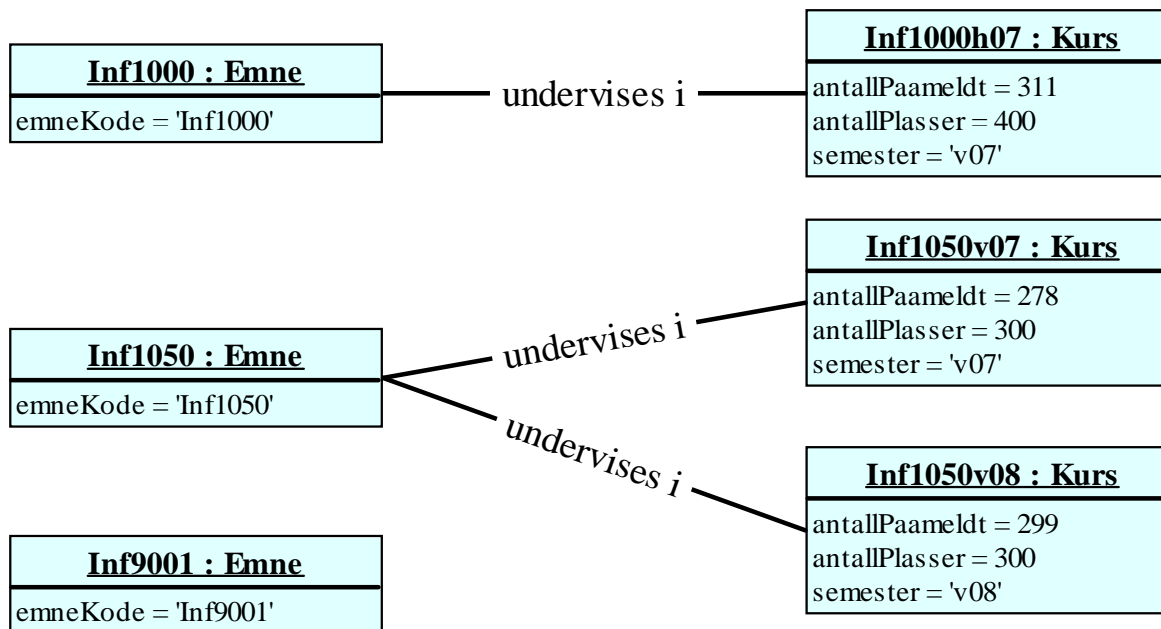 Inf1000 : Emne
emneKode = 'Inf1000'
undervises i
Inf1000h07 : Kurs
antallPaameldt = 311
antallPlasser = 400
semester = 'v07'
Inf1050 : Emne
emneKode = 'Inf1050'
undervises i
Inf1050v07 : Kurs
antallPaameldt = 278
antallPlasser = 300
semester = 'v07'
undervises i
Inf1050v08 : Kurs
antallPaameldt = 299
antallPlasser = 300
semester = 'v08'
Inf9001 : Emne
emneKode = 'Inf9001'